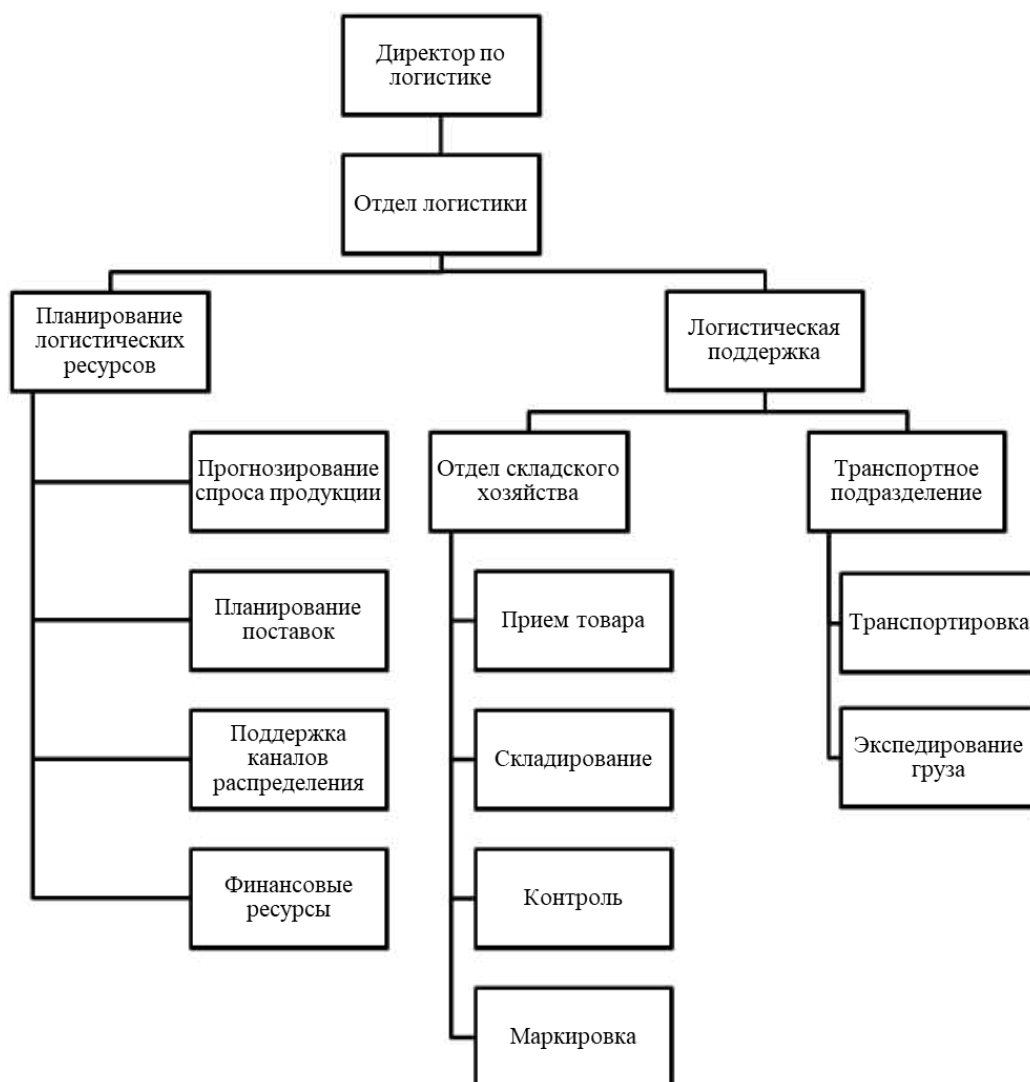 Директор по
логистике
Отдел логистики
Планирование
логистических
ресурсов
Логистическая
поддержка
Прогнозирование
спроса продукции
Планирование
поставок
Поддержка
каналов
распределения
Финансовые
ресурсы
Отдел складского
хозяйства
Прием товара
Складирование
Контроль
Маркировка
Транспортное
подразделение
Транспортировка
Экспедирование
груза